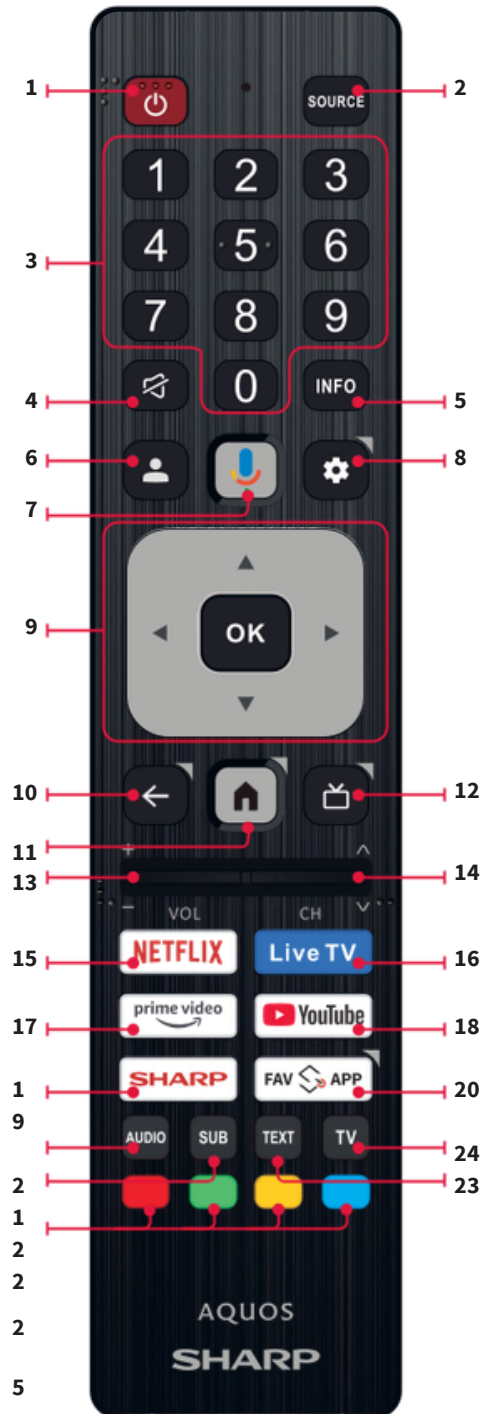 1 2
SOURCE
1 2 3
3
4 5 6
7 8 9
4 0 INFO 5
6 8
7
9 OK
10 12
11
+
13 14
−
VOL CH
15 NETFLIX Live TV 16
17 prime video YouTube 18
1 SHARP FAV APP 20
9
AUDIO SUB TEXT TV 24
2 23
1
2
2
2
AQUOS
SHARP
5